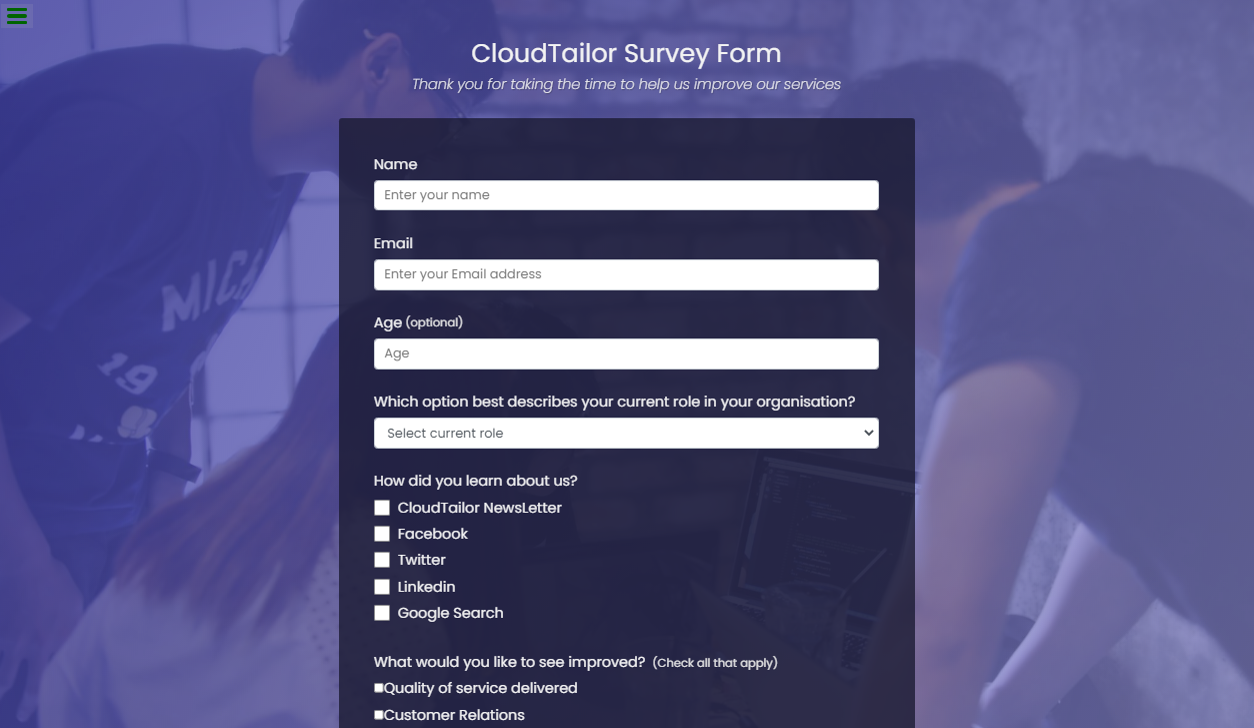 CloudTailor Survey Form
Thank you for taking the time to help us improve our services
Name
Enter your name
Email
Enter your Email address
Age (optional)
Age
Which option best describes your current role in your organisation?
Select current role
How did you learn about us?
CloudTailor NewsLetter
Facebook
Twitter
Linkedin
Google Search
What would you like to see improved? (Check all that apply)
Quality of service delivered
Customer Relations
MICH
19